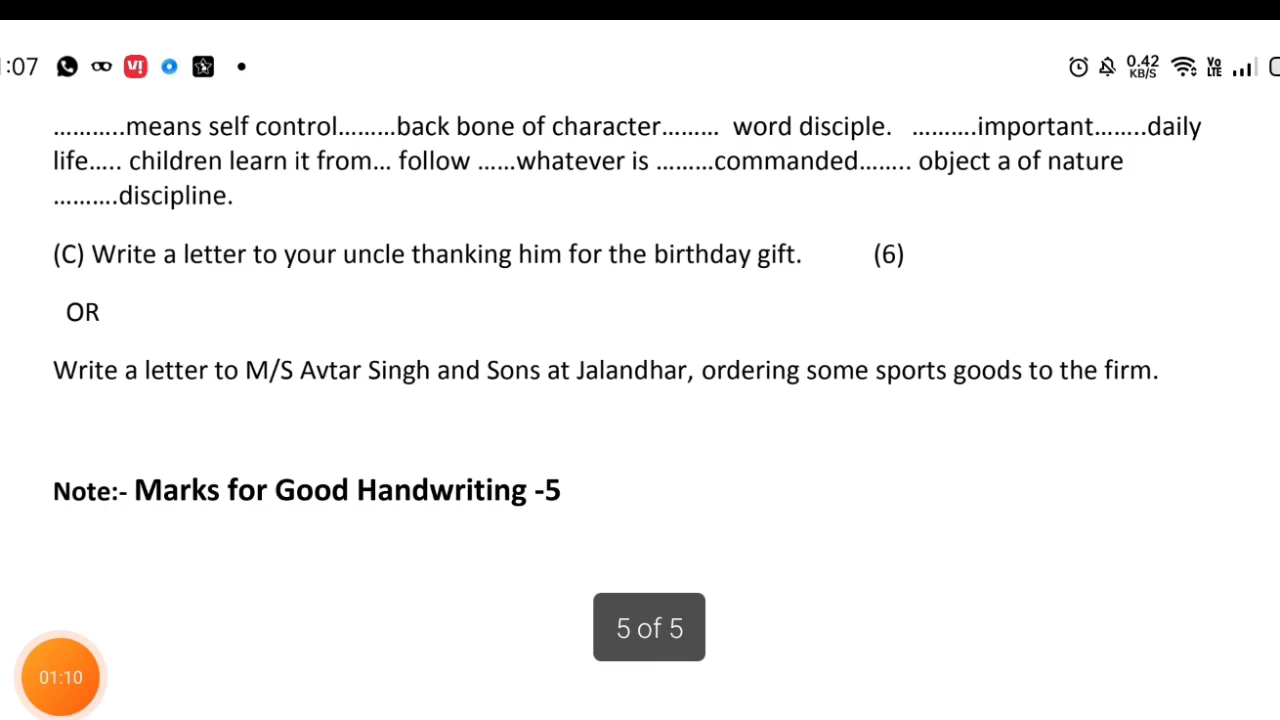 :07
0.42
KB/S
Vo
LTE
………..means self control………back bone of character……… word disciple. ……….important……..daily
life….. children learn it from… follow ……whatever is ………commanded…….. object a of nature
……….discipline.
(C) Write a letter to your uncle thanking him for the birthday gift. (6)
OR
Write a letter to M/S Avtar Singh and Sons at Jalandhar, ordering some sports goods to the firm.
Note:- Marks for Good Handwriting -5
5 of 5
01:10